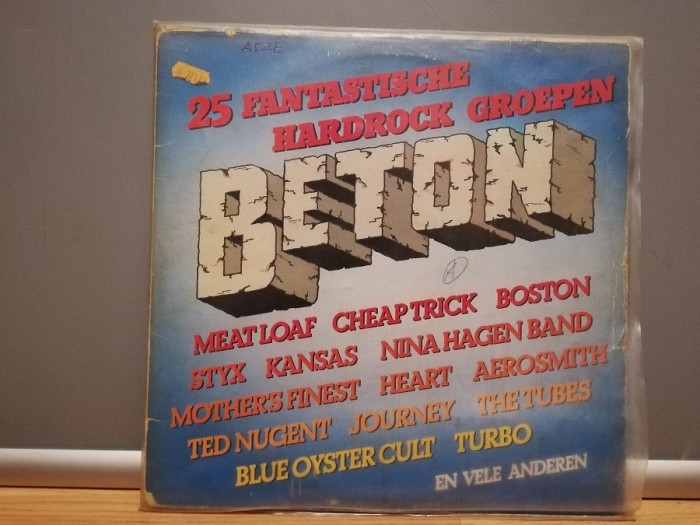 25 FANTASTISCHE
HARDROCK GROEPEN
BETON
MEAT LOAF CHEAP TRICK BOSTON
STYX KANSAS NINA HAGEN BAND
MOTHER'S FINEST HEART AEROSMITH
TED NUGENT JOURNEY THE TUBES
BLUE OYSTER CULT TURBO
EN VELE ANDEREN